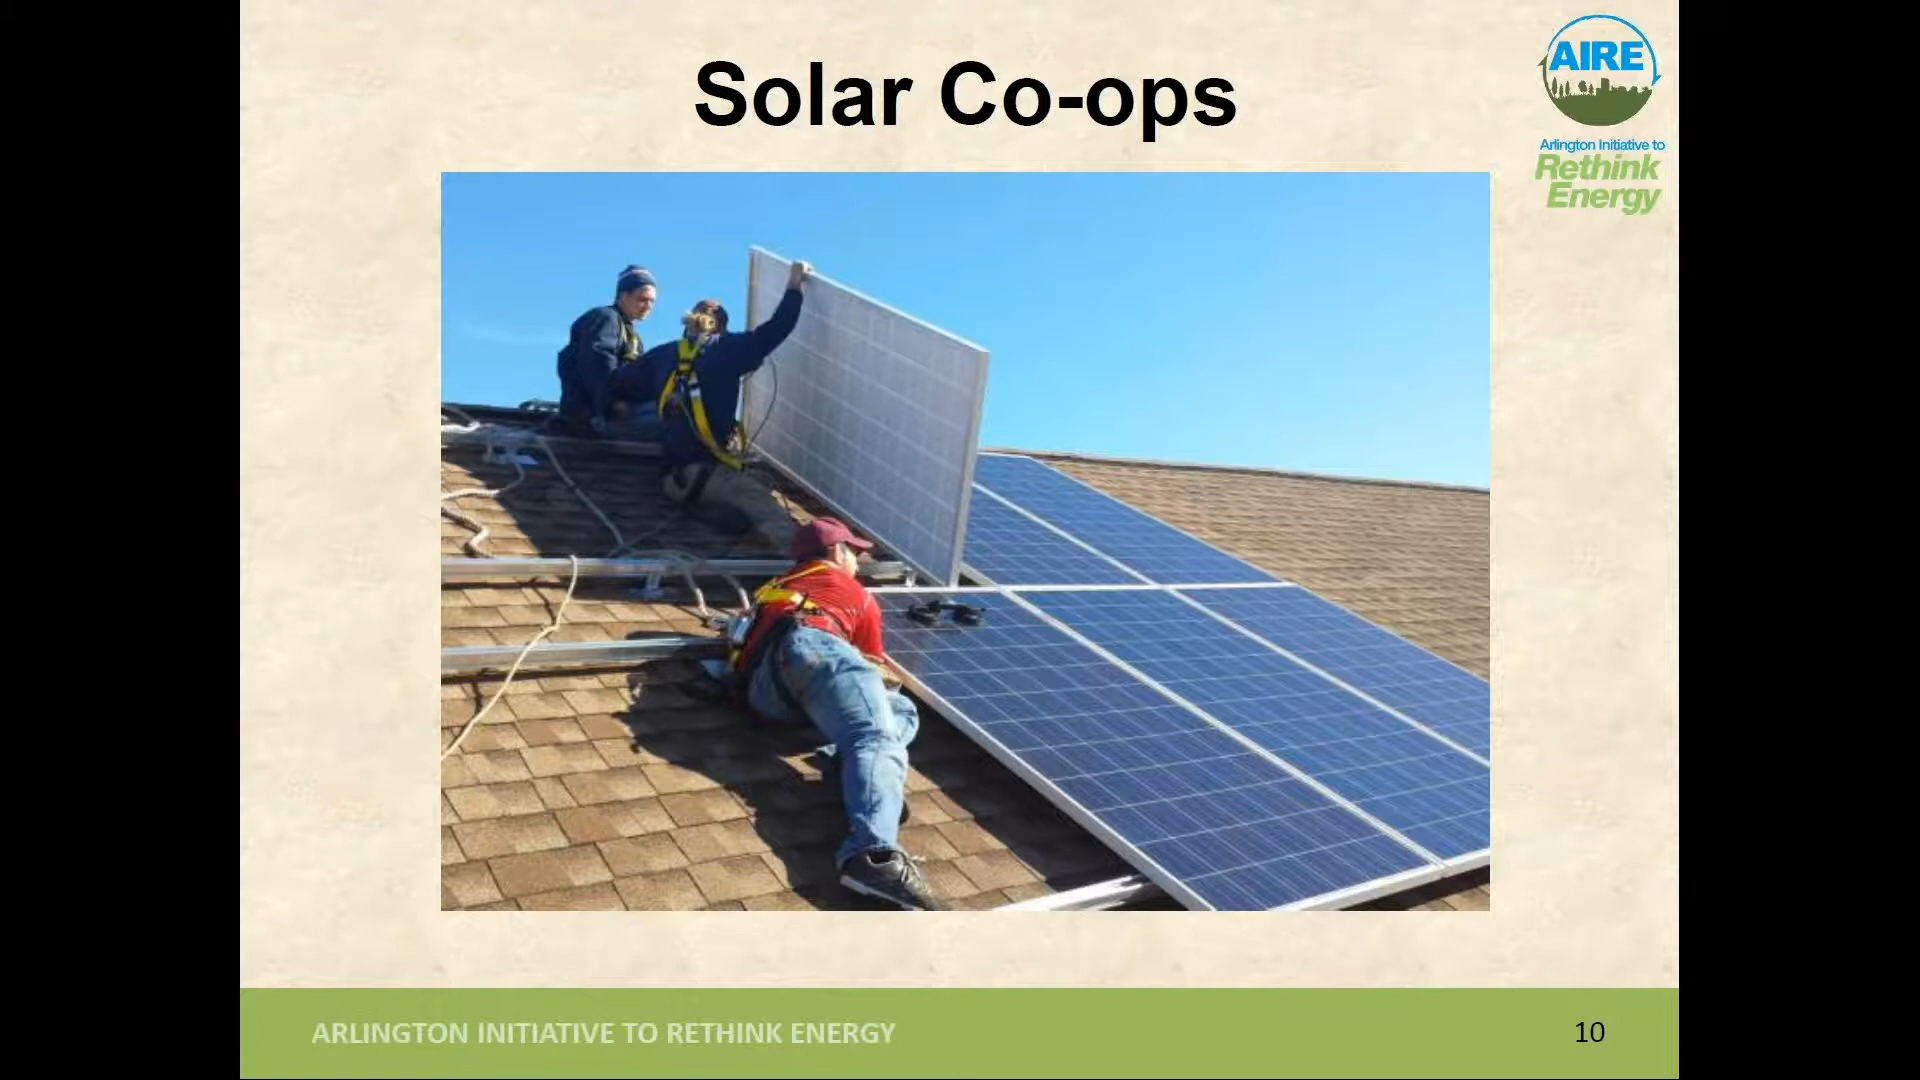 Solar Co-ops
AIRE
Arlington Initiative to
Rethink
Energy
ARLINGTON INITIATIVE TO RETHINK ENERGY
10